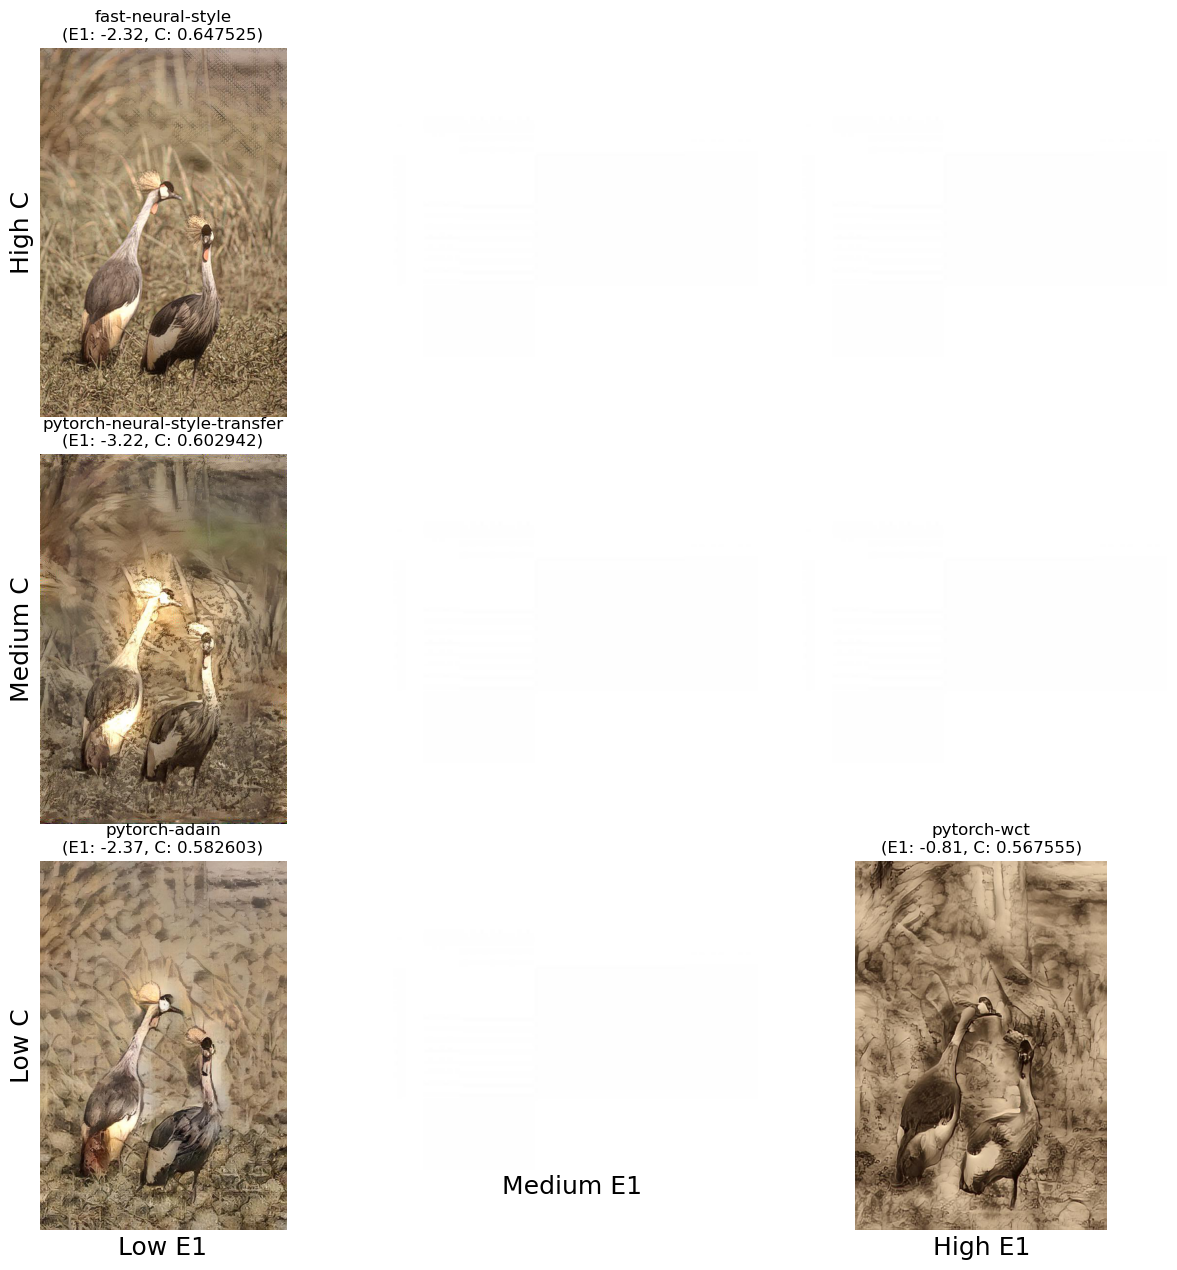 fast-neural-style
(E1: -2.32, C: 0.647525)
High C
pytorch-neural-style-transfer
(E1: -3.22, C: 0.602942)
Medium C
pytorch-adain
(E1: -2.37, C: 0.582603)
pytorch-wct
(E1: -0.81, C: 0.567555)
Low C
Low E1
Medium E1
High E1